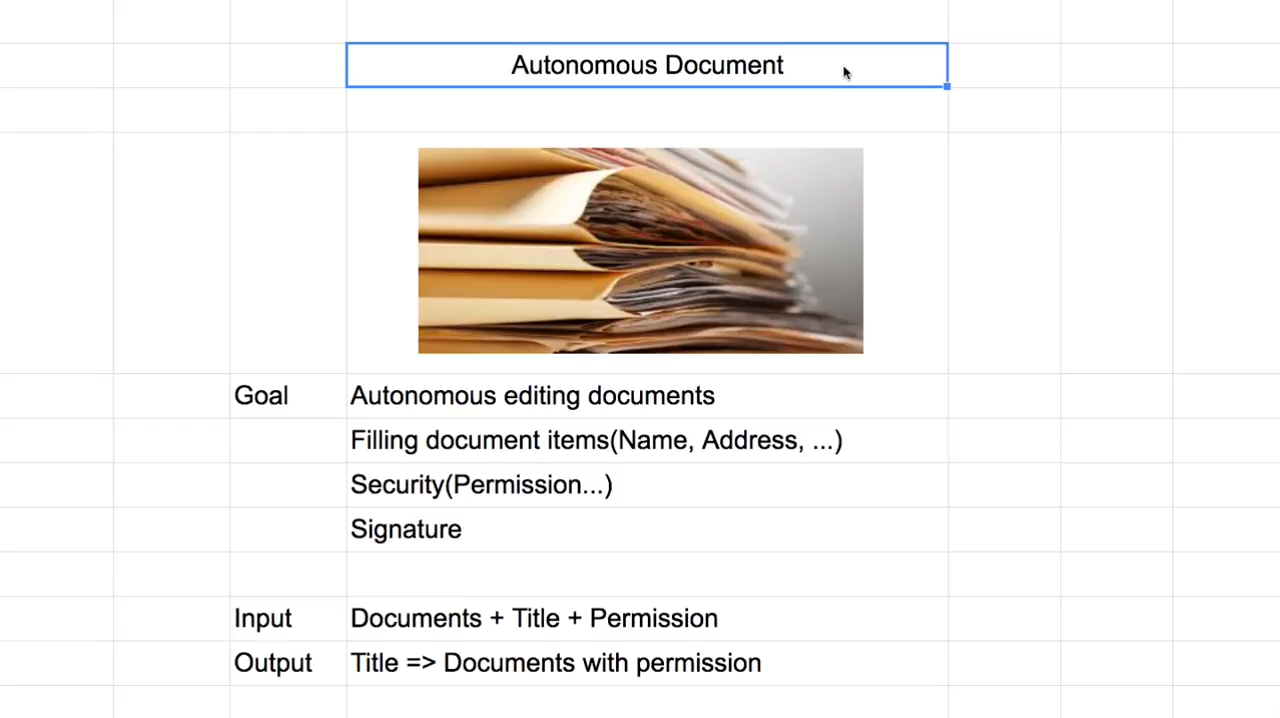 Autonomous Document
Goal Autonomous editing documents
Filling document items(Name, Address, ...)
Security(Permission...)
Signature
Input Documents + Title + Permission
Output Title => Documents with permission